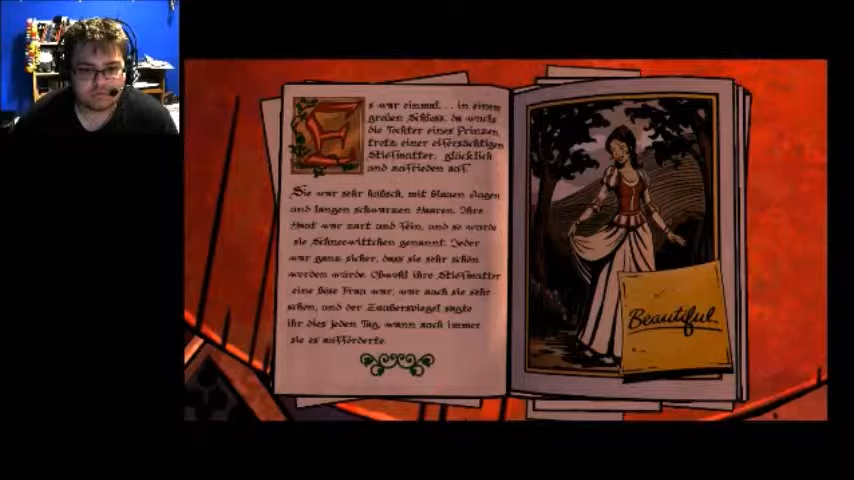 Es war einmal... in einem
großen Schloss, da wuchs
die Tochter eines Prinzen,
trotz einer eifersüchtigen
Stiefmutter, glücklich
und zufrieden auf.
Sie war sehr hübsch, mit blauen Augen
und langen schwarzen Haaren. Ihre
Haut war zart und fein, und so wurde
sie Schneewittchen genannt. Jeder
war ganz sicher, dass sie sehr schön
werden würde. Obwohl ihre Stiefmutter
eine böse Frau war, war auch sie sehr
schön, und der Zauberspiegel sagte
ihr dies jeden Tag, wann auch immer
sie es aufforderte.
Beautiful